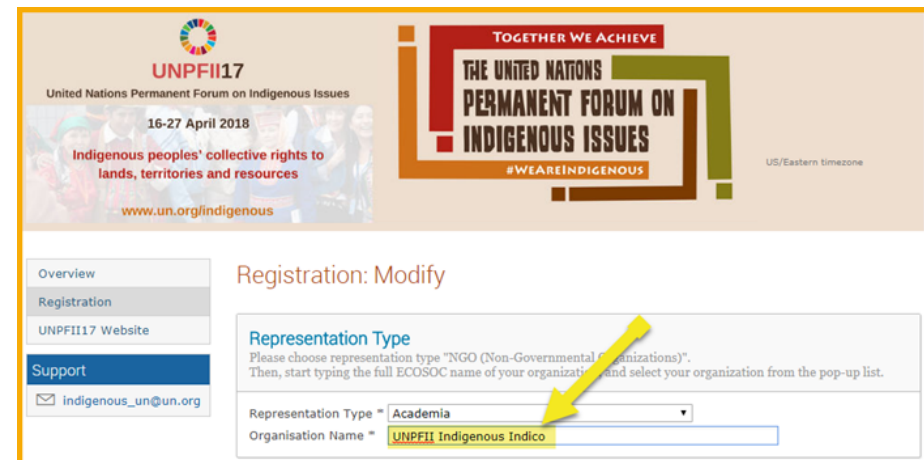 UNPFII17
United Nations Permanent Forum on Indigenous Issues
16-27 April 2018
Indigenous peoples' collective rights to
lands, territories and resources
www.un.org/indigenous
TOGETHER WE ACHIEVE
THE UNITED NATIONS
PERMANENT FORUM ON
INDIGENOUS ISSUES
#WEAREINDIGENOUS
US/Eastern timezone
Overview
Registration
UNPFII17 Website
Support
indigenous_un@un.org
Registration: Modify
Representation Type
Please choose representation type "NGO (Non-Governmental Organizations)".
Then, start typing the full ECOSOC name of your organization and select your organization from the pop-up list.
Representation Type * Academia
Organisation Name * UNPFII Indigenous Indico